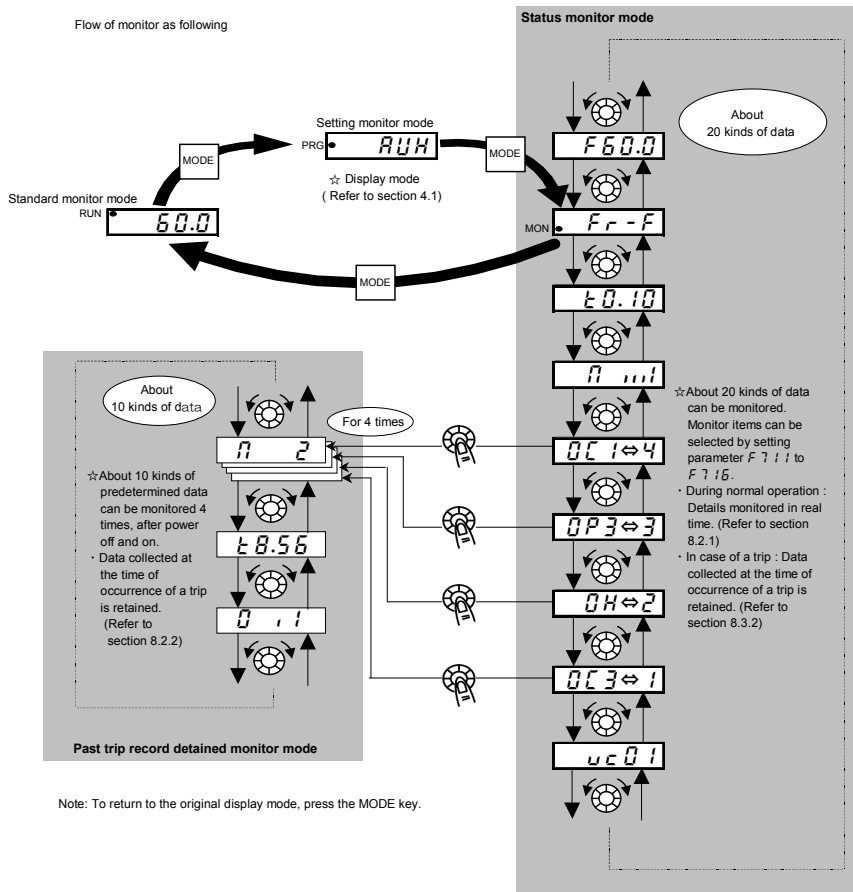 Flow of monitor as following
Status monitor mode
About
20 kinds of data
F60.0
Setting monitor mode
PRG
AUH
MODE
MODE
☆ Display mode
( Refer to section 4.1)
Standard monitor mode
RUN
60.0
MON
Fr-F
MODE
t0.10
About
10 kinds of data
For 4 times
n 2
☆About 10 kinds of
predetermined data
can be monitored 4
times, after power
off and on.
・ Data collected at
the time of
occurrence of a trip
is retained.
(Refer to
section 8.2.2)
t8.56
Past trip record detained monitor mode
OC1⇔4
OP3⇔3
OH⇔2
OC3⇔1
uc01
☆About 20 kinds of data
can be monitored.
Monitor items can be
selected by setting
parameter F711 to
F716.
・ During normal operation :
Details monitored in real
time. (Refer to section
8.2.1)
・ In case of a trip : Data
collected at the time of
occurrence of a trip is
retained. (Refer to
section 8.3.2)
Note: To return to the original display mode, press the MODE key.